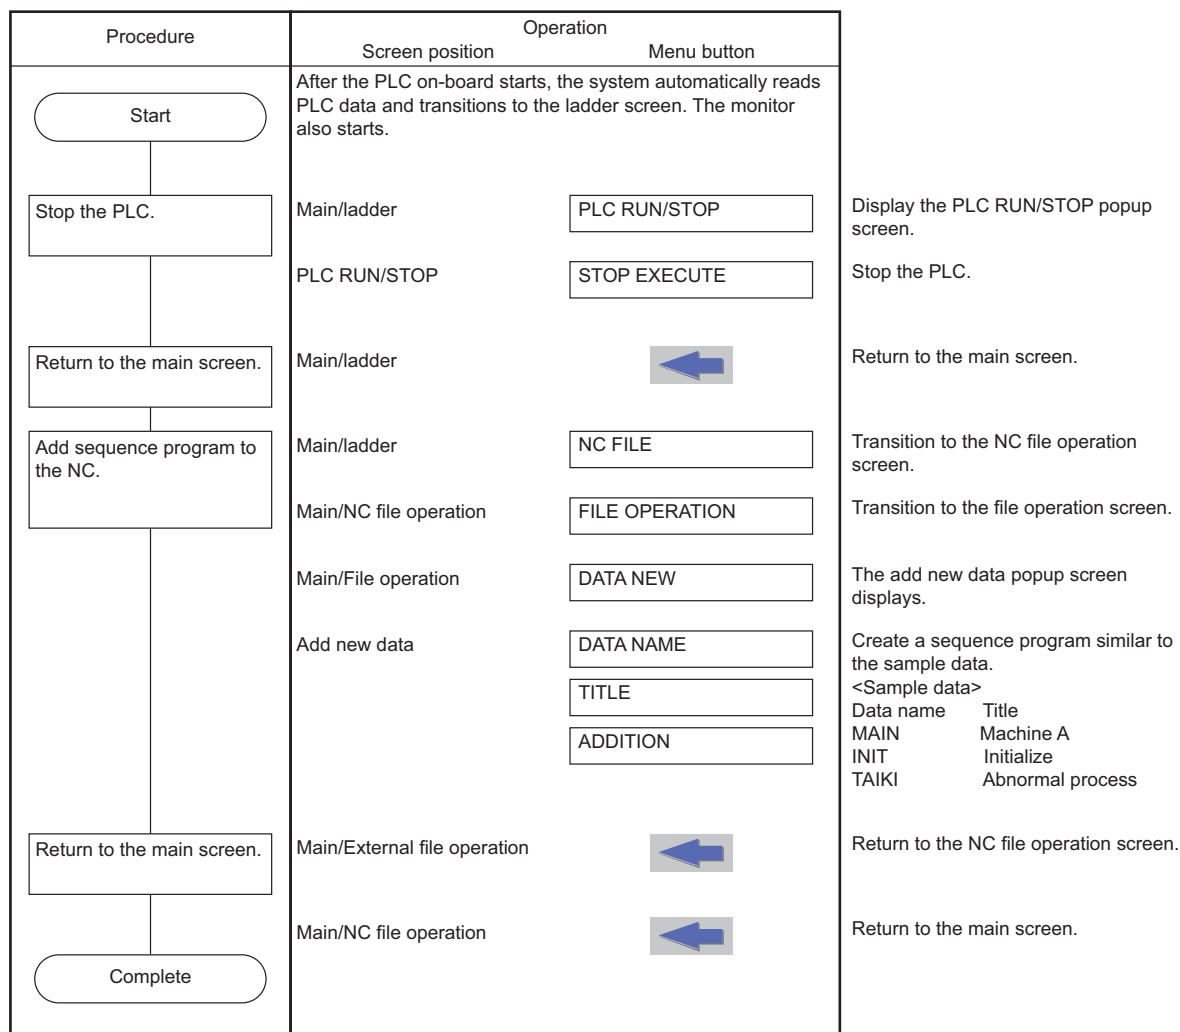 Procedure
Operation
Screen position Menu button
After the PLC on-board starts, the system automatically reads
PLC data and transitions to the ladder screen. The monitor
also starts.
Start
Stop the PLC.
Main/ladder
PLC RUN/STOP
Display the PLC RUN/STOP popup
screen.
PLC RUN/STOP
STOP EXECUTE
Stop the PLC.
Return to the main screen.
Main/ladder
Return to the main screen.
Add sequence program to
the NC.
Main/ladder
NC FILE
Transition to the NC file operation
screen.
Main/NC file operation
FILE OPERATION
Transition to the file operation screen.
Main/File operation
DATA NEW
The add new data popup screen
displays.
Add new data
DATA NAME
TITLE
ADDITION
Create a sequence program similar to
the sample data.
<Sample data>
Data name Title
MAIN Machine A
INIT Initialize
TAIKI Abnormal process
Return to the main screen.
Main/External file operation
Return to the NC file operation screen.
Main/NC file operation
Return to the main screen.
Complete